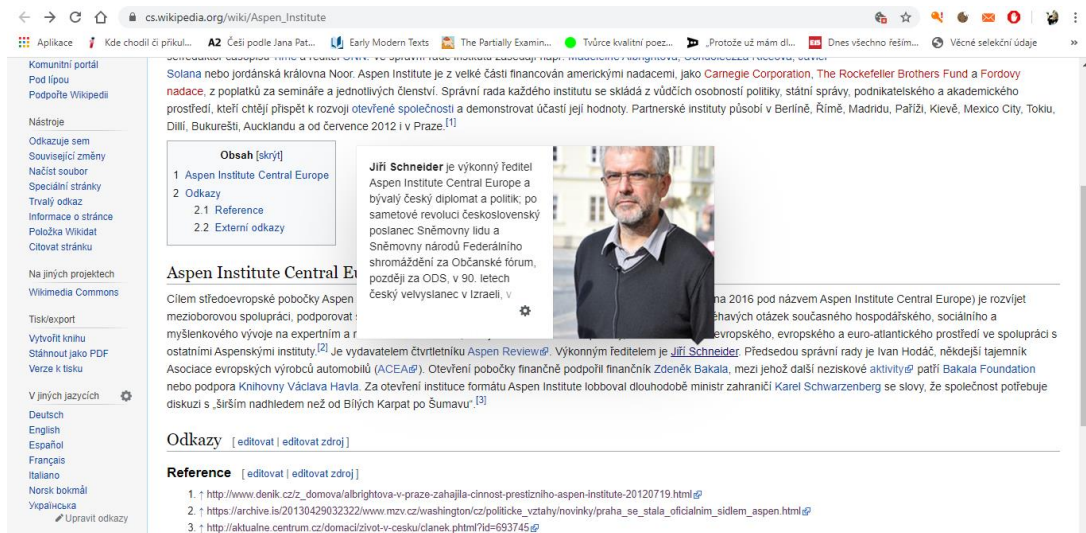 cs.wikipedia.org/wiki/Aspen_Institute
Aplikace
Kde chodil či přikul...
A2 Češi podle Jana Pat...
Early Modern Texts
The Partially Examin...
Tvůrce kvalitní poez...
„Protože už mám dl...
Dnes všechno řeším...
Věcné selekční údaje
»
Komunitní portál
Pod lípou
Podpořte Wikipedii
Nástroje
Odkazuje sem
Související změny
Načíst soubor
Speciální stránky
Trvalý odkaz
Informace o stránce
Položka Wikidat
Citovat stránku
Na jiných projektech
Wikimedia Commons
Tisk/export
Vytvořit knihu
Stáhnout jako PDF
Verze k tisku
V jiných jazycích
Deutsch
English
Español
Français
Italiano
Norsk bokmål
Українська
Upravit odkazy
Solana nebo jordánská královna Noor. Aspen Institute je z velké části financován americkými nadacemi, jako Carnegie Corporation, The Rockefeller Brothers Fund a Fordovy
nadace, z poplatků za semináře a jednotlivých členství. Správní rada každého institutu se skládá z vůdčích osobností politiky, státní správy, podnikatelského a akademického
prostředí, kteří chtějí přispět k rozvoji otevřené společnosti a demonstrovat účastí její hodnoty. Partnerské instituty působí v Berlíně, Římě, Madridu, Paříži, Kievě, Mexico City, Tokiu,
Dillí, Bukurešti, Aucklandu a od července 2012 i v Praze.[1]
Obsah [skrýt]
1 Aspen Institute Central Europe
2 Odkazy
2.1 Reference
2.2 Externí odkazy
Jiří Schneider je výkonný ředitel
Aspen Institute Central Europe a
bývalý český diplomat a politik; po
sametové revoluci československý
poslanec Sněmovny lidu a
Sněmovny národů Federálního
shromáždění za Občanské fórum,
později za ODS, v 90. letech
český velvyslanec v Izraeli, v
Aspen Institute Central
Cílem středoevropské pobočky Aspen na 2016 pod názvem Aspen Institute Central Europe) je rozvíjet
mezioborovou spolupráci, podporovat současného hospodářského, sociálního a
myšlenkového vývoje na expertním a evropského a euro-atlantického prostředí ve spolupráci s
ostatními Aspenskými instituty.[2] Je vydavatelem čtvrtletníku Aspen Review. Výkonným ředitelem je Jiří Schneider. Předsedou správní rady je Ivan Hodáč, někdejší tajemník
Asociace evropských výrobců automobilů (ACEA). Otevření pobočky finančně podpořil finančník Zdeněk Bakala, mezi jehož další neziskové aktivity patří Bakala Foundation
nebo podpora Knihovny Václava Havla. Za otevření instituce formátu Aspen Institute lobboval dlouhodobě ministr zahraničí Karel Schwarzenberg se slovy, že společnost potřebuje
diskuzi s „širším nadhledem než od Bílých Karpat po Šumavu".[3]
Odkazy [ editovat | editovat zdroj ]
Reference [ editovat | editovat zdroj ]
1. ↑ http://www.denik.cz/z_domova/albrightova-v-praze-zahajila-cinnost-prestizniho-aspen-institute-20120719.html
2. ↑ https://archive.is/20130429032322/www.mzv.cz/washington/cz/politicke_vztahy/novinky/praha_se_stala_oficialnim_sidlem_aspen.html
3. ↑ http://aktualne.centrum.cz/domaci/zivot-v-cesku/clanek.phtml?id=693745